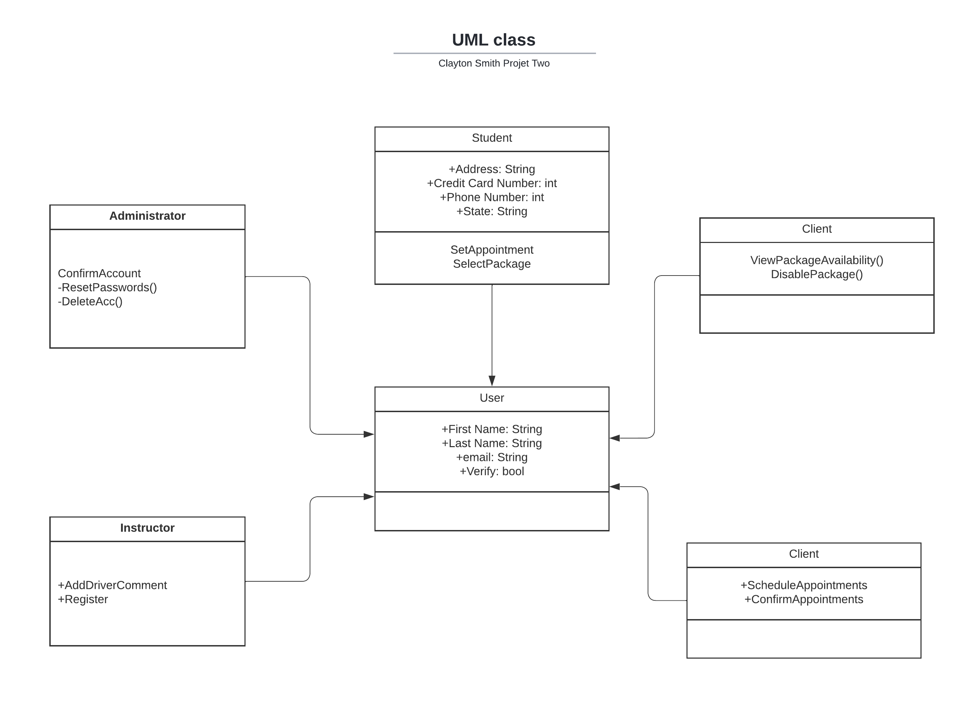 UML class
Clayton Smith Projet Two
Student
+Address: String
+Credit Card Number: int
+Phone Number: int
+State: String
SetAppointment
SelectPackage
Administrator
ConfirmAccount
-ResetPasswords()
-DeleteAcc()
Client
ViewPackageAvailability()
DisablePackage()
User
+First Name: String
+Last Name: String
+email: String
+Verify: bool
Instructor
+AddDriverComment
+Register
Client
+ScheduleAppointments
+ConfirmAppointments